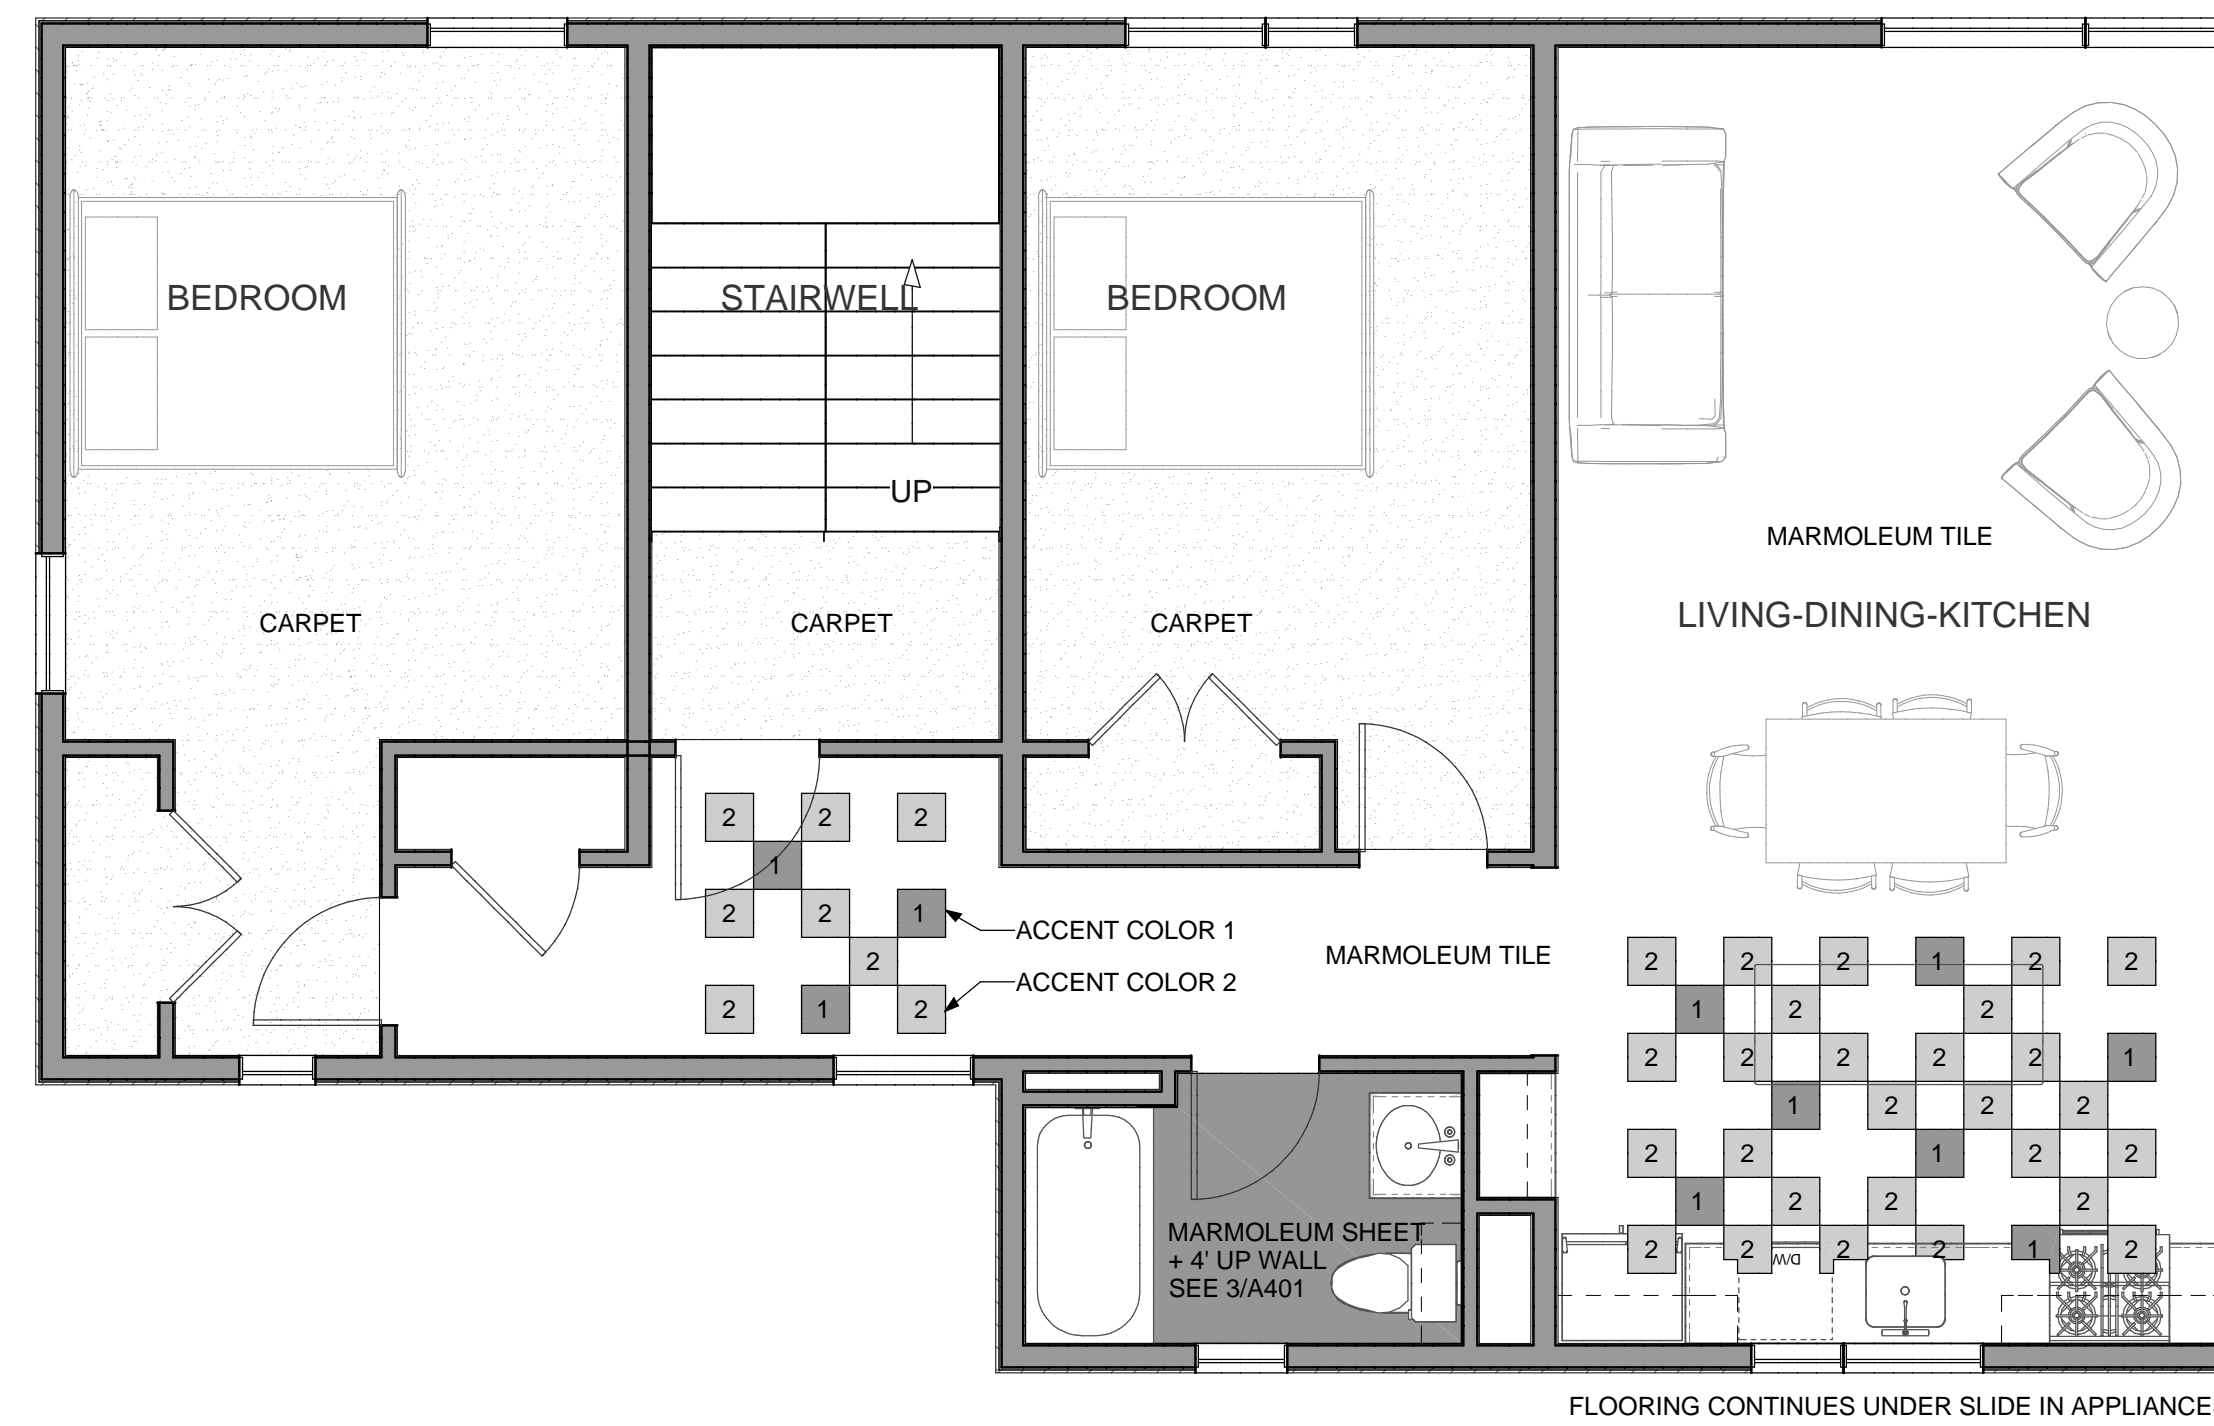 BEDROOM
STAIRWELL
BEDROOM
UP
MARMOLEUM TILE
LIVING-DINING-KITCHEN
CARPET
CARPET
CARPET
2 2 2
1
2 2 1
2
2 1 2
ACCENT COLOR 1
ACCENT COLOR 2
MARMOLEUM TILE
2 2 2 1 2 2
1 2 2
2 2 2 2 2 1
1 2 2 2
2 2 1 2 2
1 2 2 2
2 2 2 2 1 2
D/W
MARMOLEUM SHEET
+ 4' UP WALL
SEE 3/A401
FLOORING CONTINUES UNDER SLIDE IN APPLIANCES